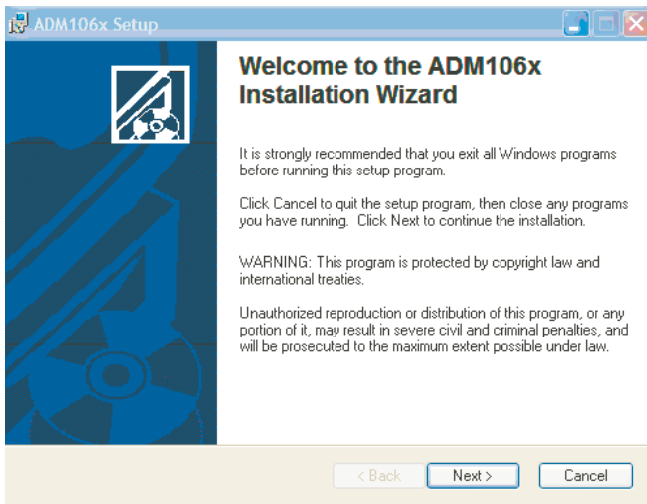 ADM106x Setup
Welcome to the ADM106x
Installation Wizard
It is strongly recommended that you exit all Windows programs
before running this setup program.
Click Cancel to quit the setup program, then close any programs
you have running. Click Next to continue the installation.
WARNING: This program is protected by copyright law and
international treaties.
Unauthorized reproduction or distribution of this program, or any
portion of it, may result in severe civil and criminal penalties, and
will be prosecuted to the maximum extent possible under law.
< Back Next > Cancel